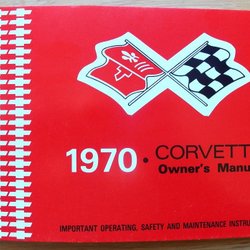 1970 • CORVETT
Owner's Manu
IMPORTANT OPERATING, SAFETY AND MAINTENANCE INSTRU